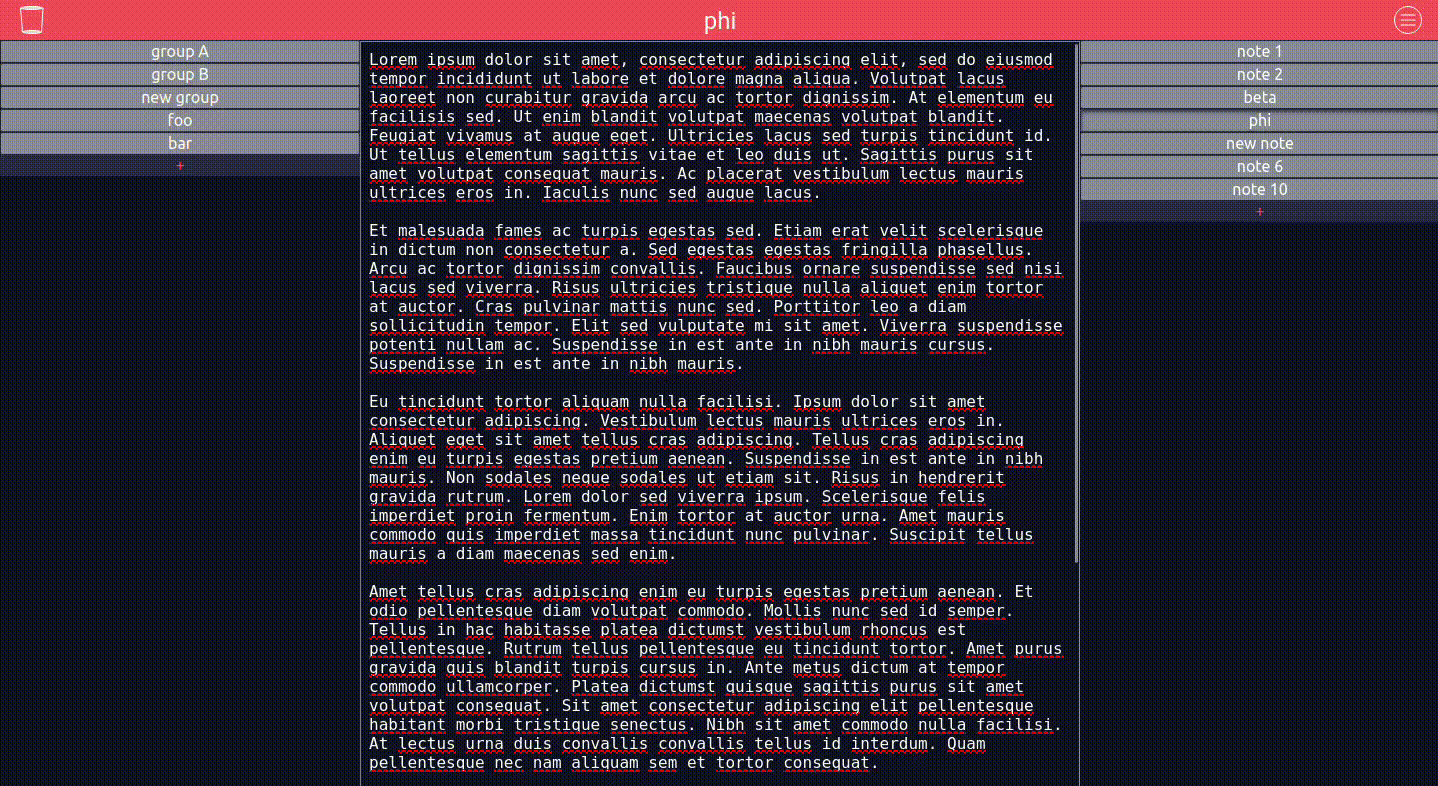 phi
group A
group B
new group
foo
bar
+
Lorem ipsum dolor sit amet, consectetur adipiscing elit, sed do eiusmod
tempor incididunt ut labore et dolore magna aliqua. Volutpat lacus
laoreet non curabitur gravida arcu ac tortor dignissim. At elementum eu
facilisis sed. Ut enim blandit volutpat maecenas volutpat blandit.
Feugiat vivamus at augue eget. Ultricies lacus sed turpis tincidunt id.
Ut tellus elementum sagittis vitae et leo duis ut. Sagittis purus sit
amet volutpat consequat mauris. Ac placerat vestibulum lectus mauris
ultrices eros in. Iaculis nunc sed augue lacus.
Et malesuada fames ac turpis egestas sed. Etiam erat velit scelerisque
in dictum non consectetur a. Sed egestas egestas fringilla phasellus.
Arcu ac tortor dignissim convallis. Faucibus ornare suspendisse sed nisi
lacus sed viverra. Risus ultricies tristique nulla aliquet enim tortor
at auctor. Cras pulvinar mattis nunc sed. Porttitor leo a diam
sollicitudin tempor. Elit sed vulputate mi sit amet. Viverra suspendisse
potenti nullam ac. Suspendisse in est ante in nibh mauris cursus.
Suspendisse in est ante in nibh mauris.
Eu tincidunt tortor aliquam nulla facilisi. Ipsum dolor sit amet
consectetur adipiscing. Vestibulum lectus mauris ultrices eros in.
Aliquet eget sit amet tellus cras adipiscing. Tellus cras adipiscing
enim eu turpis egestas pretium aenean. Suspendisse in est ante in nibh
mauris. Non sodales neque sodales ut etiam sit. Risus in hendrerit
gravida rutrum. Lorem dolor sed viverra ipsum. Scelerisque felis
imperdiet proin fermentum. Enim tortor at auctor urna. Amet mauris
commodo quis imperdiet massa tincidunt nunc pulvinar. Suscipit tellus
mauris a diam maecenas sed enim.
Amet tellus cras adipiscing enim eu turpis egestas pretium aenean. Et
odio pellentesque diam volutpat commodo. Mollis nunc sed id semper.
Tellus in hac habitasse platea dictumst vestibulum rhoncus est
pellentesque. Rutrum tellus pellentesque eu tincidunt tortor. Amet purus
gravida quis blandit turpis cursus in. Ante metus dictum at tempor
commodo ullamcorper. Platea dictumst quisque sagittis purus sit amet
volutpat consequat. Sit amet consectetur adipiscing elit pellentesque
habitant morbi tristique senectus. Nibh sit amet commodo nulla facilisi.
At lectus urna duis convallis convallis tellus id interdum. Quam
pellentesque nec nam aliquam sem et tortor consequat.
note 1
note 2
beta
phi
new note
note 6
note 10
+